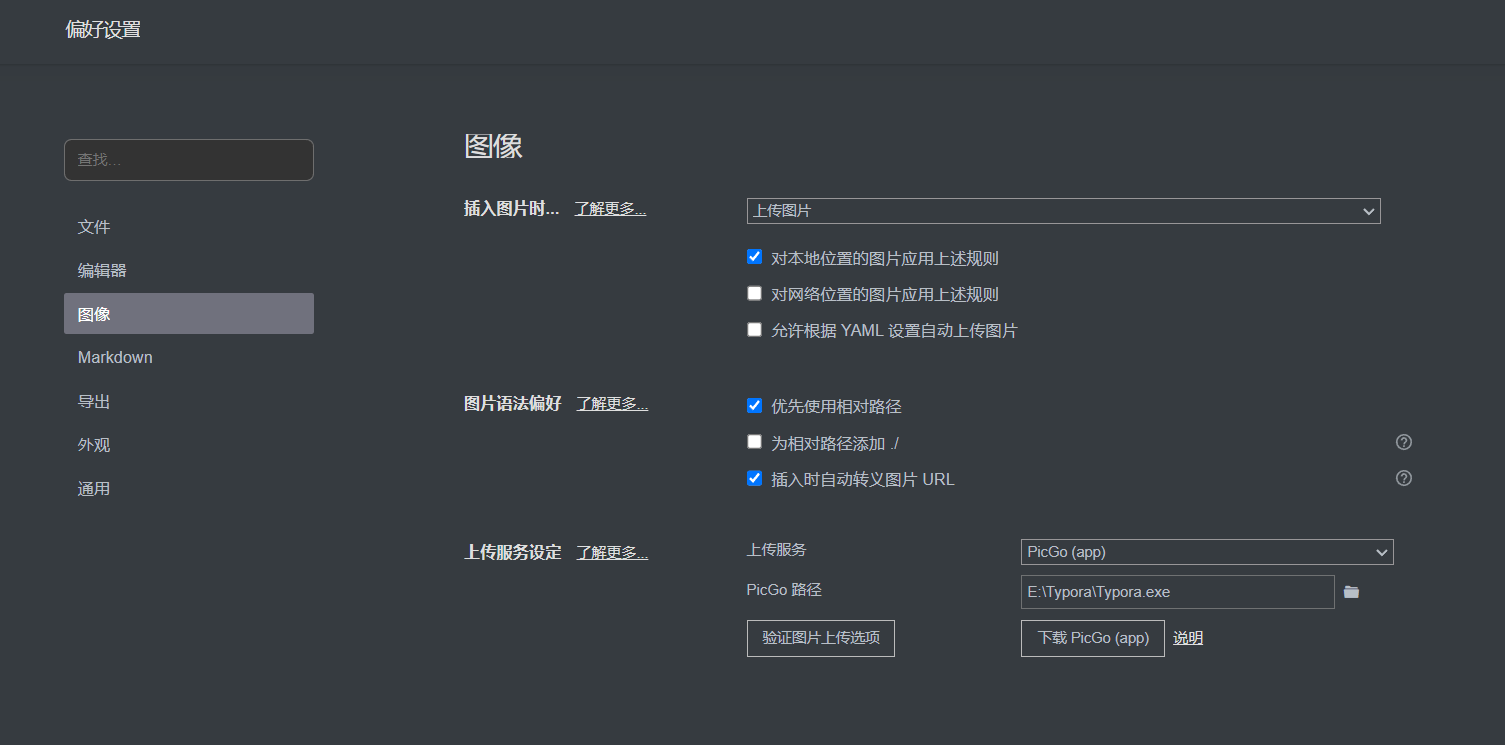 偏好设置
查找...
文件
编辑器
图像
Markdown
导出
外观
通用
图像
插入图片时... 了解更多...
上传图片
对本地位置的图片应用上述规则
对网络位置的图片应用上述规则
允许根据 YAML 设置自动上传图片
图片语法偏好 了解更多...
优先使用相对路径
为相对路径添加 ./
插入时自动转义图片 URL
上传服务设定 了解更多...
上传服务 PicGo (app)
PicGo 路径 E:\Typora\Typora.exe
验证图片上传选项 下载 PicGo (app) 说明